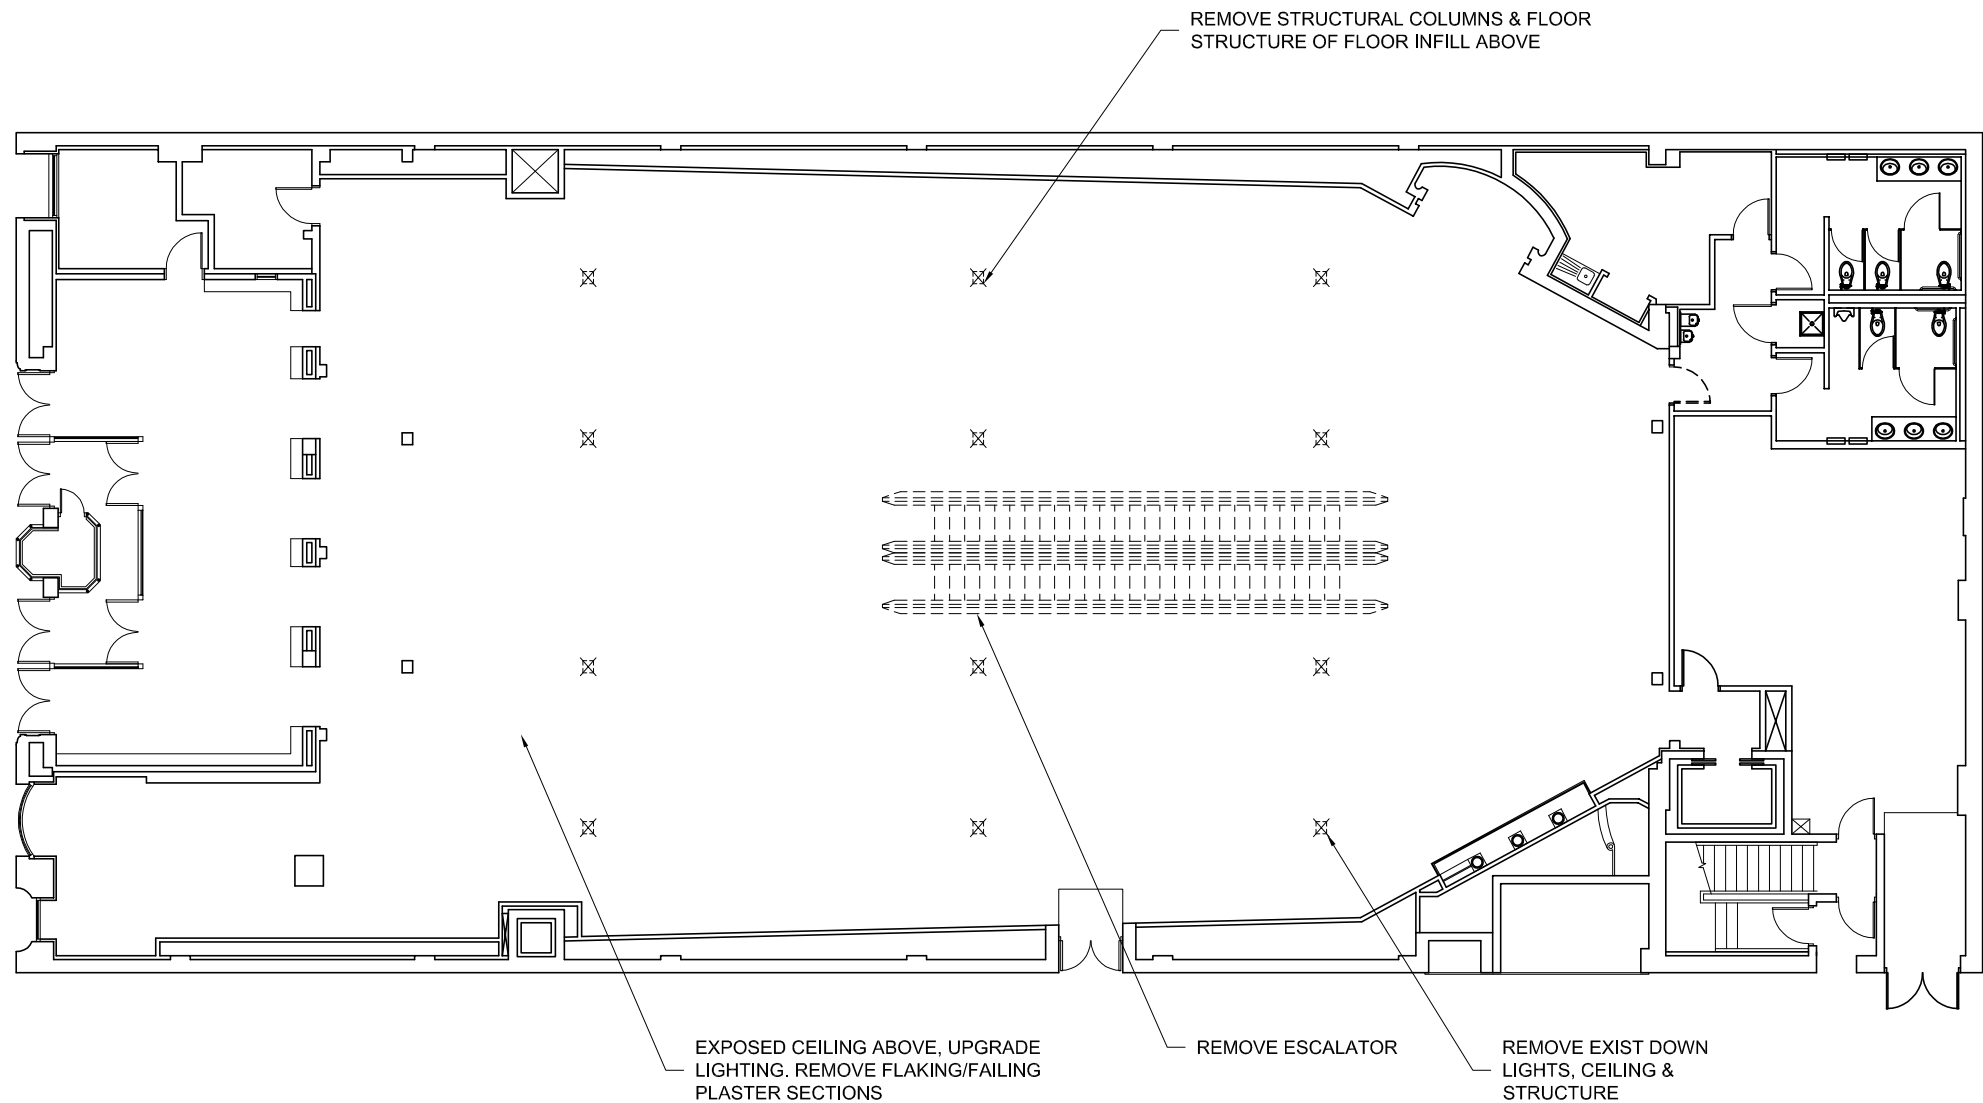 REMOVE STRUCTURAL COLUMNS & FLOOR
STRUCTURE OF FLOOR INFILL ABOVE
EXPOSED CEILING ABOVE, UPGRADE
LIGHTING. REMOVE FLAKING/FAILING
PLASTER SECTIONS
REMOVE ESCALATOR
REMOVE EXIST DOWN
LIGHTS, CEILING &
STRUCTURE